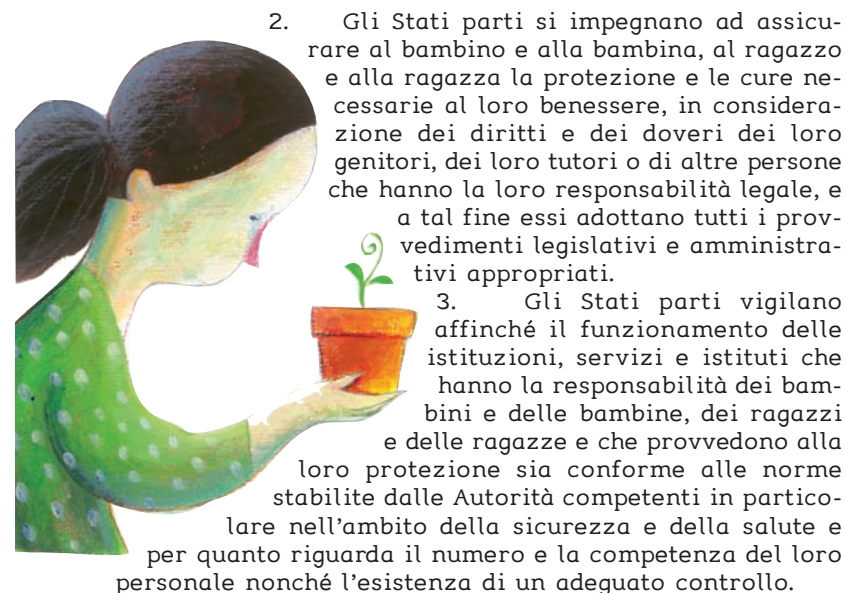 2. Gli Stati parti si impegnano ad assicu-
rare al bambino e alla bambina, al ragazzo
e alla ragazza la protezione e le cure ne-
cessarie al loro benessere, in considera-
zione dei diritti e dei doveri dei loro
genitori, dei loro tutori o di altre persone
che hanno la loro responsabilità legale, e
a tal fine essi adottano tutti i prov-
vedimenti legislativi e amministra-
tivi appropriati.
3. Gli Stati parti vigilano
affinché il funzionamento delle
istituzioni, servizi e istituti che
hanno la responsabilità dei bam-
bini e delle bambine, dei ragazzi
e delle ragazze e che provvedono alla
loro protezione sia conforme alle norme
stabilite dalle Autorità competenti in partico-
lare nell'ambito della sicurezza e della salute e
per quanto riguarda il numero e la competenza del loro
personale nonché l'esistenza di un adeguato controllo.